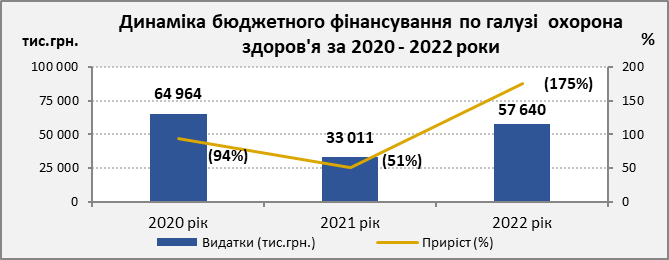 Динаміка бюджетного фінансування по галузі охорона
здоров'я за 2020 - 2022 роки
тис.грн.
%
100 000
75 000
50 000
25 000
0
200
150
100
50
0
64 964
33 011
57 640
(94%)
(51%)
(175%)
2020 рік
2021 рік
2022 рік
Видатки (тис.грн.)
Приріст (%)